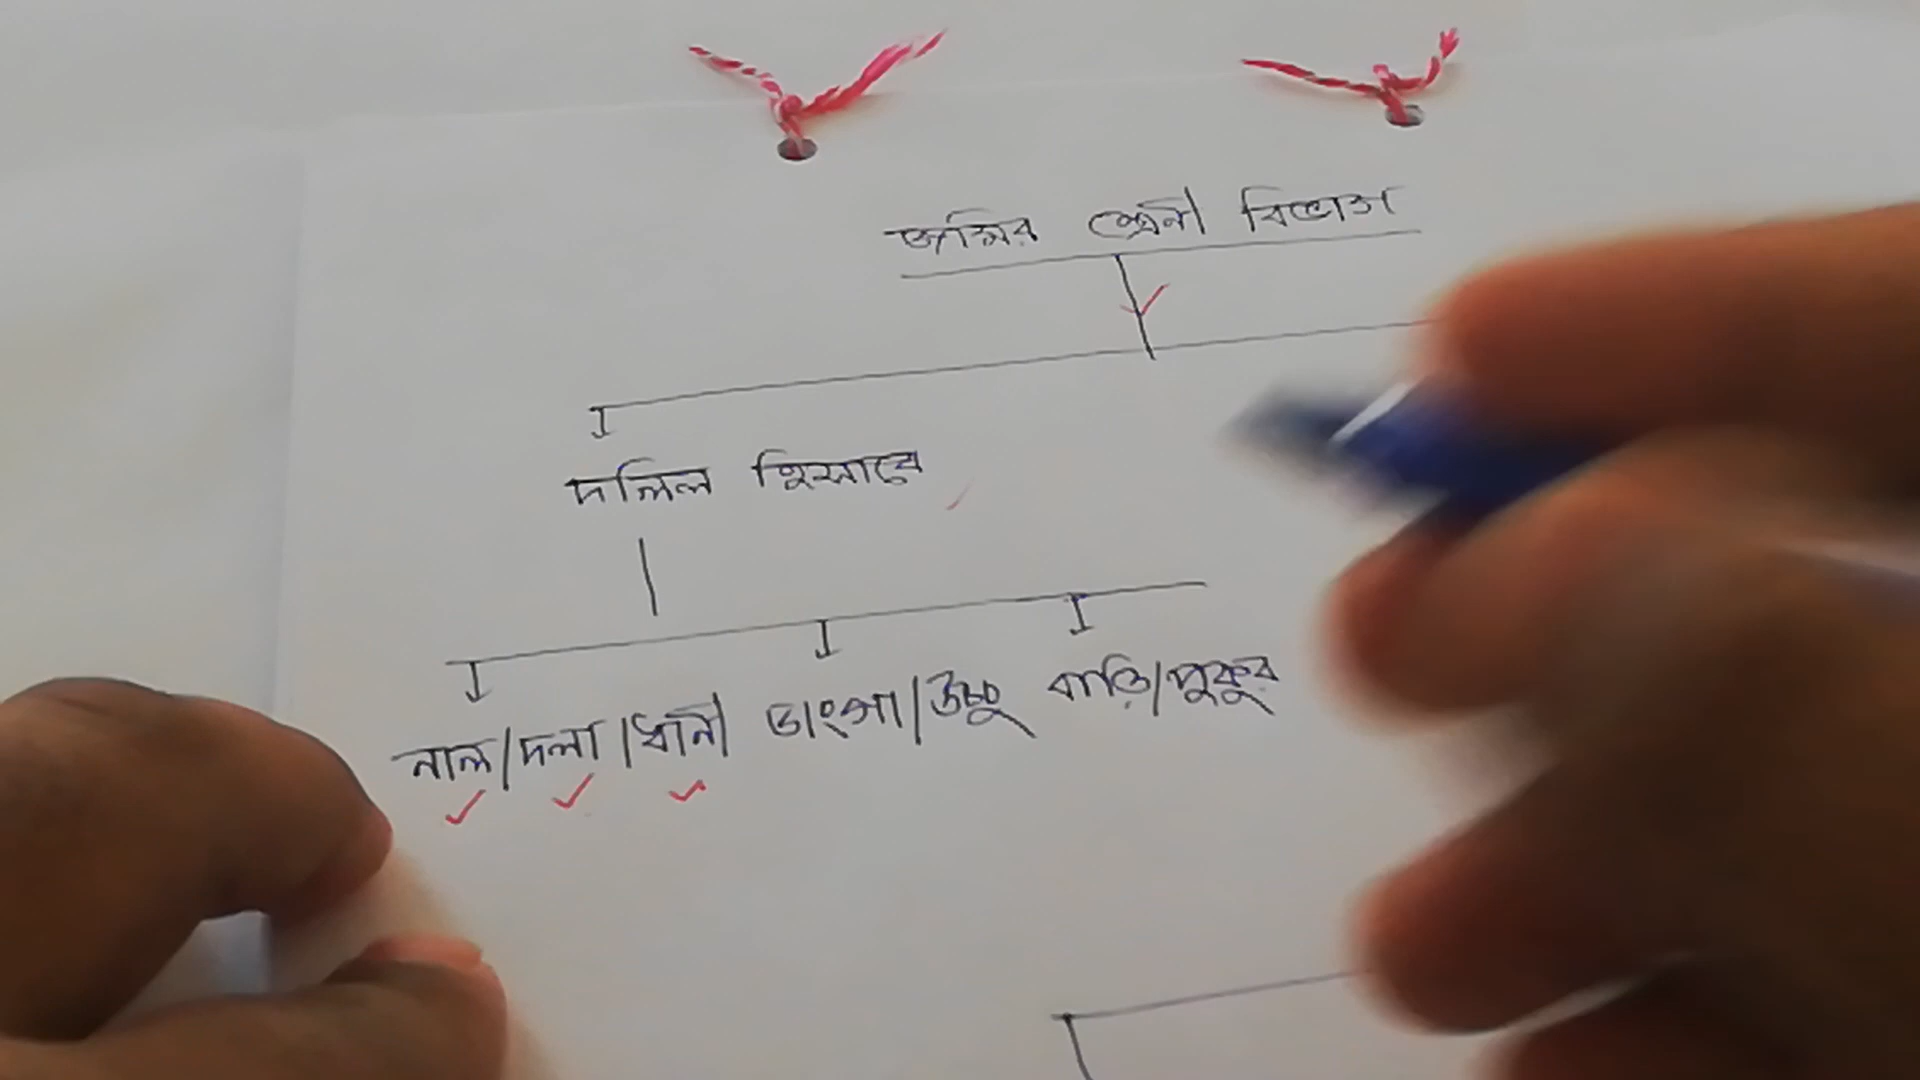 জমির শ্রেনী বিভাগ
দলিল হিসাবে
নাল/দলা/ধানী ডাংগা/উচু বাড়ি/পুকুর